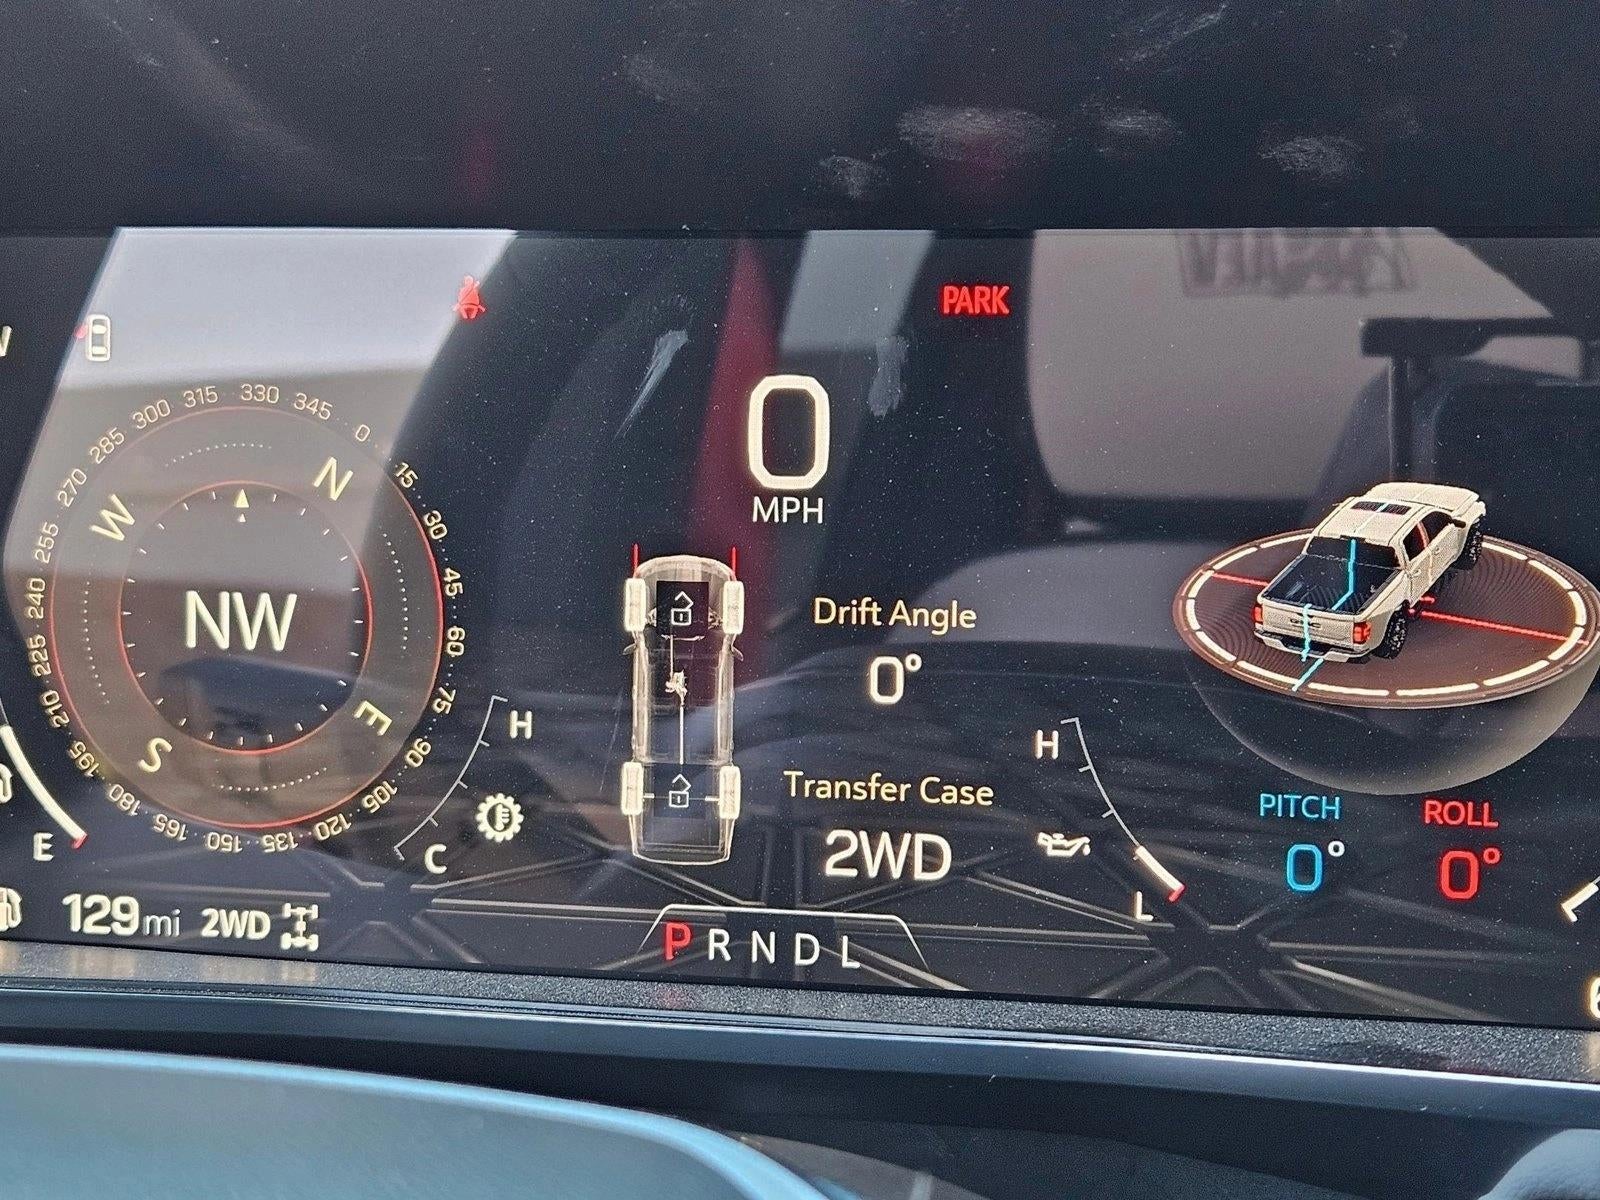 PARK
0
MPH
315
330
345
0
15
30
45
60
75
90
105
120
135
150
165
180
195
210
225
240
255
270
285
300
N
W
E
S
NW
Drift Angle
0°
Transfer Case
2WD
H
C
H
L
E
PITCH
0°
ROLL
0°
129 mi 2WD
P R N D L